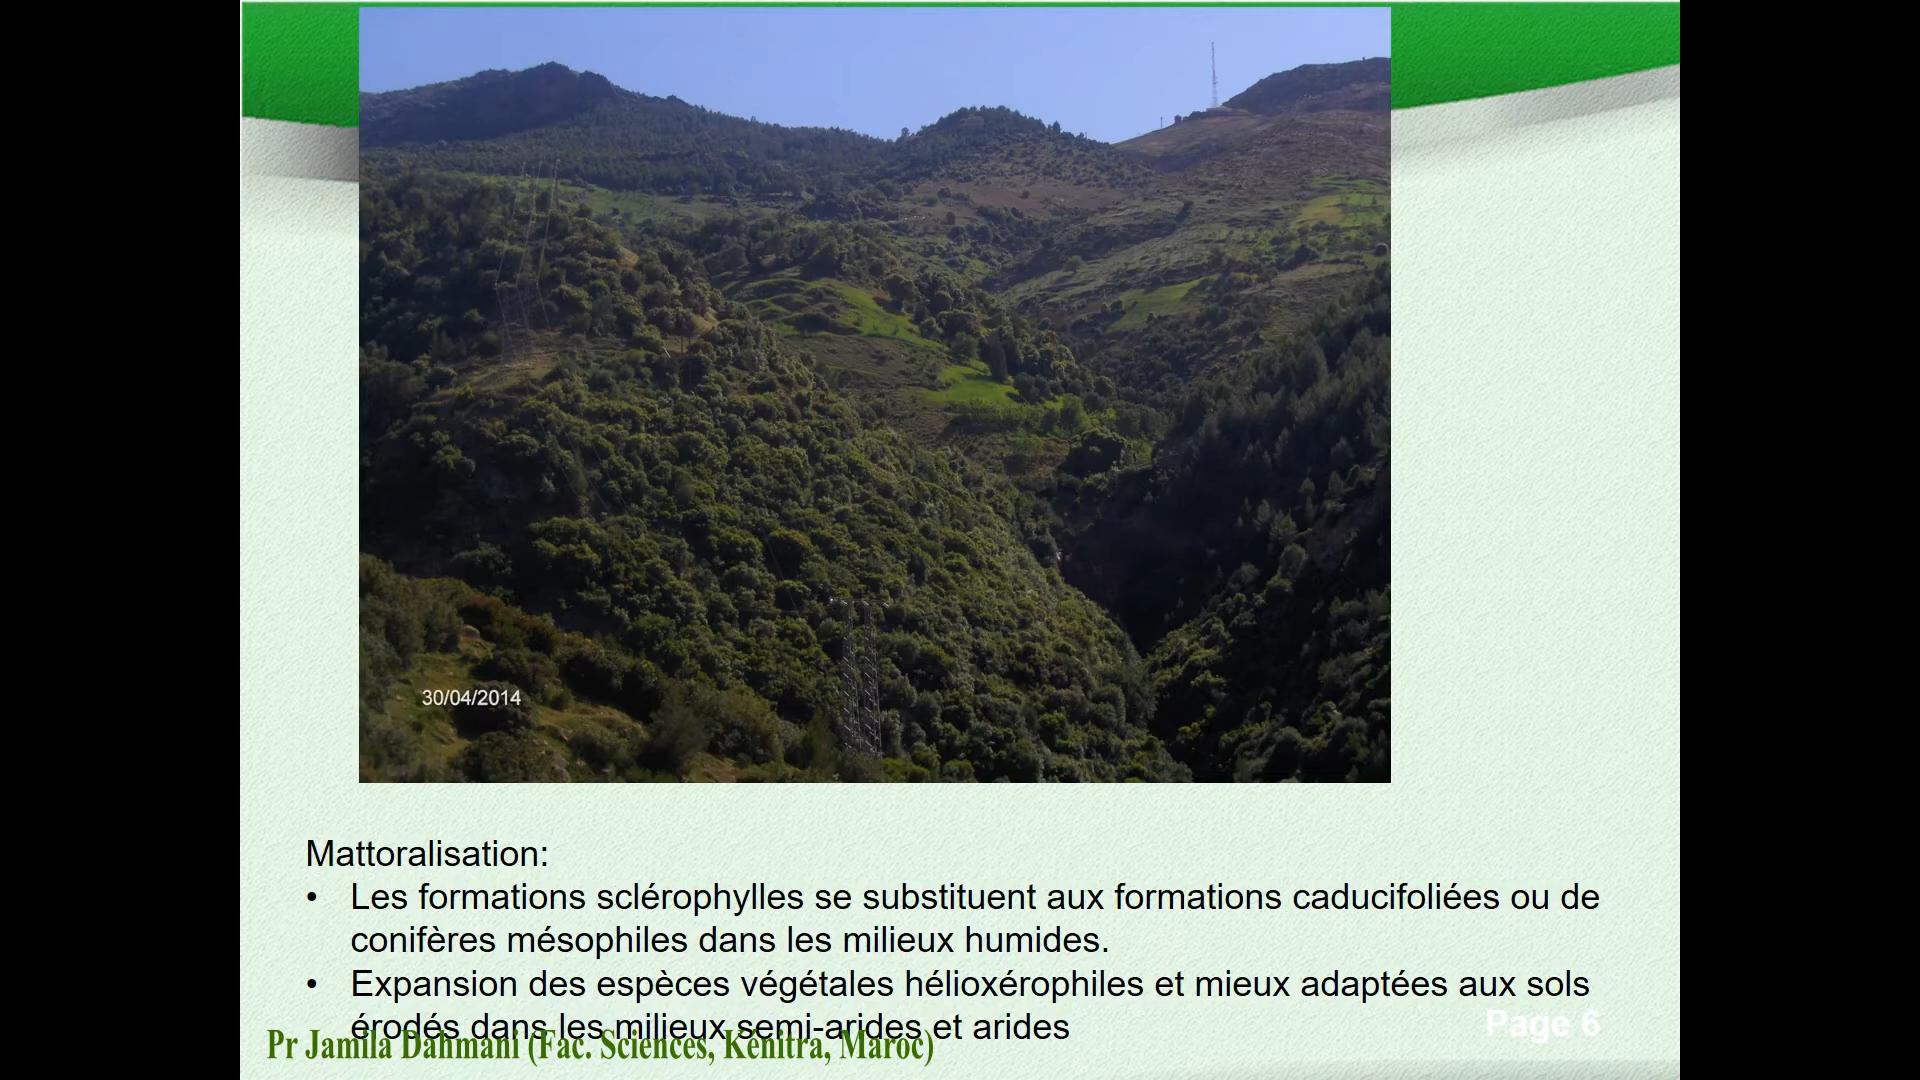 30/04/2014
Mattoralisation:
• Les formations sclérophylles se substituent aux formations caducifoliées ou de
conifères mésophiles dans les milieux humides.
• Expansion des espèces végétales hélioxérophiles et mieux adaptées aux sols
érodés dans les milieux semi-arides et arides
Page 6
Pr Jamila Dahmani (Fac. Sciences, Kénitra, Maroc)